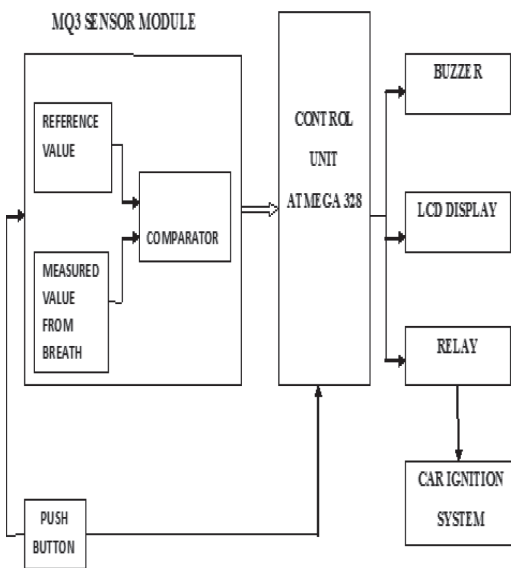 MQ3 SENSOR MODULE
REFERENCE
VALUE
COMPARATOR
MEASURED
VALUE
FROM
BREATH
CONTROL
UNIT
ATMEGA 328
BUZZER
LCD DISPLAY
RELAY
CAR IGNITION
SYSTEM
PUSH
BUTTON